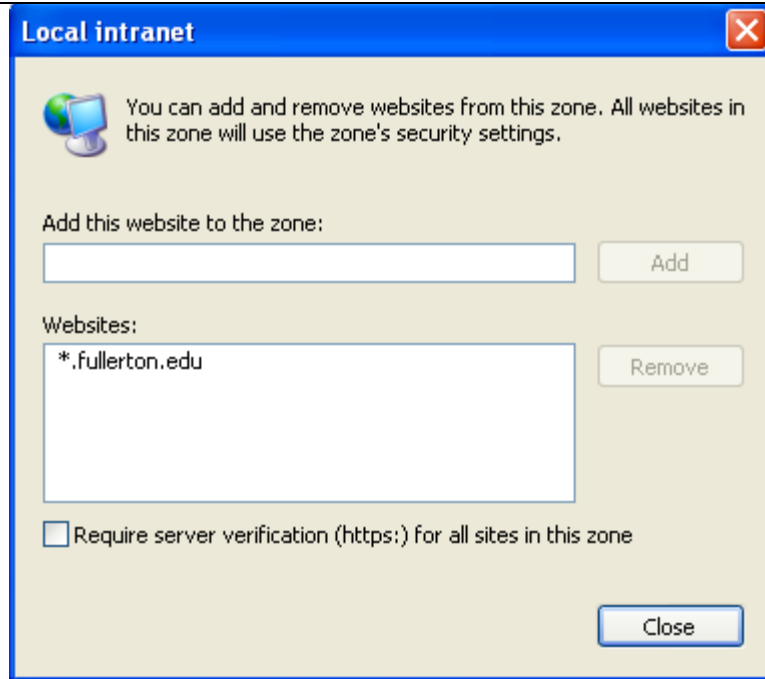 Local intranet
You can add and remove websites from this zone. All websites in
this zone will use the zone's security settings.
Add this website to the zone:
Add
Websites:
*.fullerton.edu
Remove
Require server verification (https:) for all sites in this zone
Close